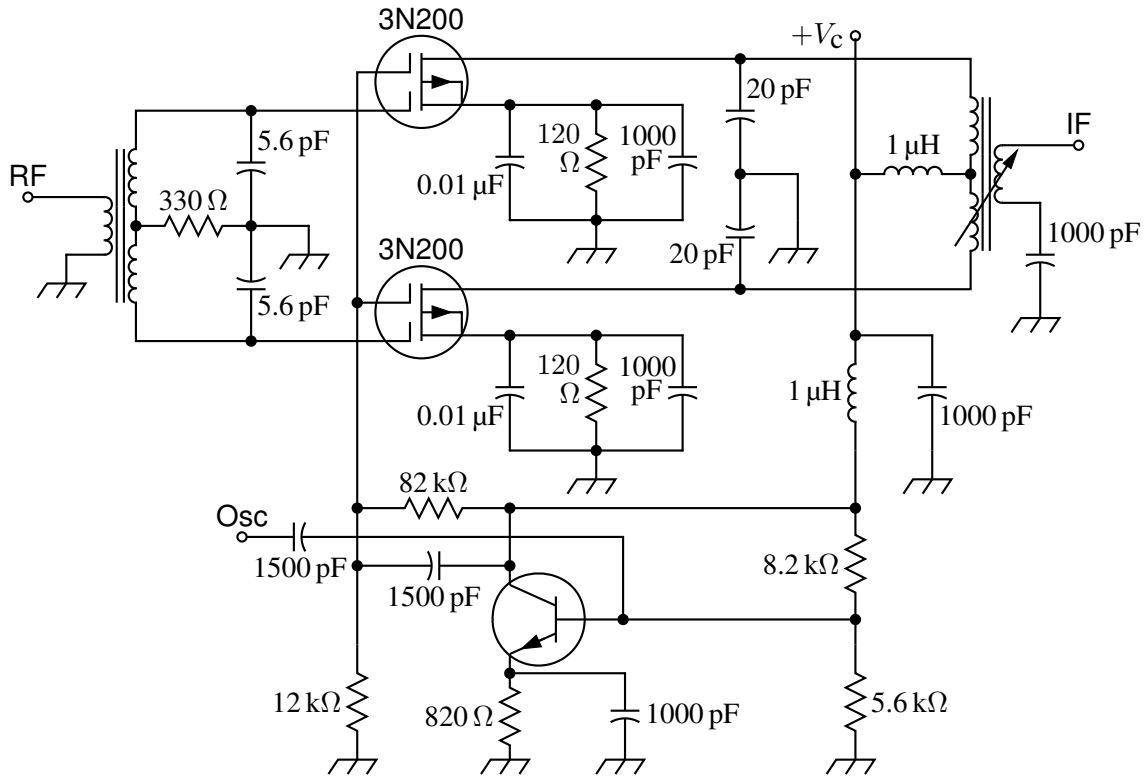 3N200
+Vc
20 pF
5.6 pF
120
Ω
1000
pF
0.01 µF
1 µH
IF
RF
330 Ω
1000 pF
3N200
20 pF
5.6 pF
120
Ω
1000
pF
0.01 µF
1 µH
1000 pF
82 kΩ
Osc
1500 pF
8.2 kΩ
1500 pF
12 kΩ
820 Ω
1000 pF
5.6 kΩ